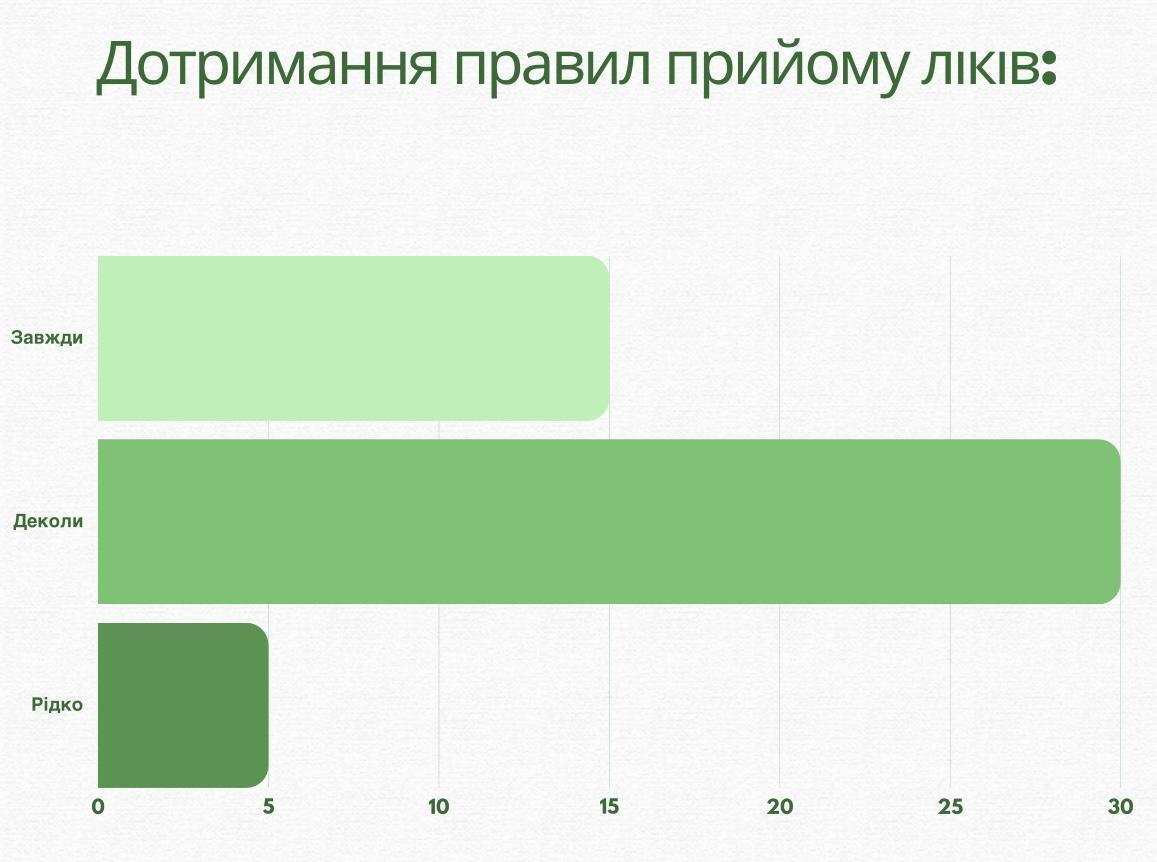 Дотримання правил прийому ліків:
Завжди
Деколи
Рідко
0 5 10 15 20 25 30